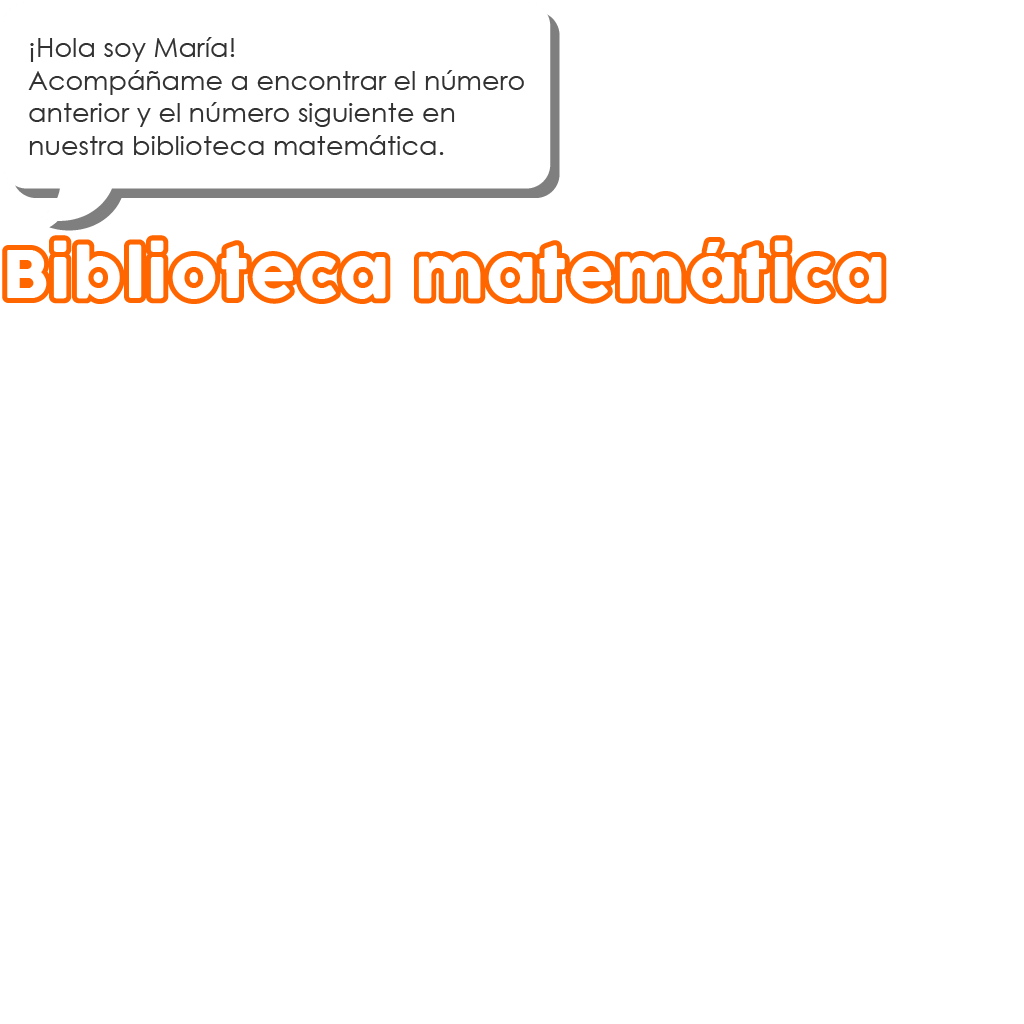 ¡Hola soy María!
Acompáñame a encontrar el número
anterior y el número siguiente en
nuestra biblioteca matemática.
Biblioteca matemática